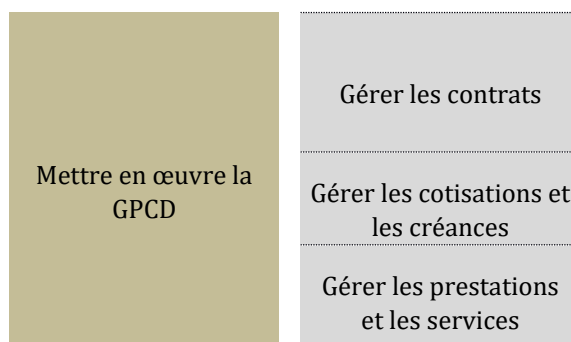 Mettre en œuvre la
GPCD
Gérer les contrats
Gérer les cotisations et
les créances
Gérer les prestations
et les services